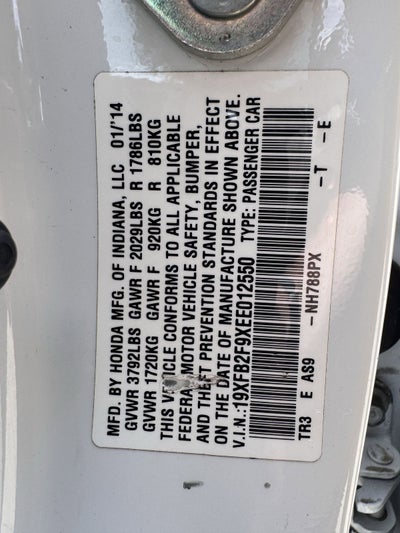 MFD. BY HONDA MFG. OF INDIANA, LLC 01/'14
GVWR 3792LBS GAWR F 2029LBS R 1786LBS
GVWR 1720KG GAWR F 920KG R 810KG
THIS VEHICLE CONFORMS TO ALL APPLICABLE
FEDERAL MOTOR VEHICLE SAFETY, BUMPER,
AND THEFT PREVENTION STANDARDS IN EFFECT
ON THE DATE OF MANUFACTURE SHOWN ABOVE.
V.I.N.:19XFB2F9XEE012550 TYPE: PASSENGER CAR
TR3 E AS9 -NH788PX -T -E